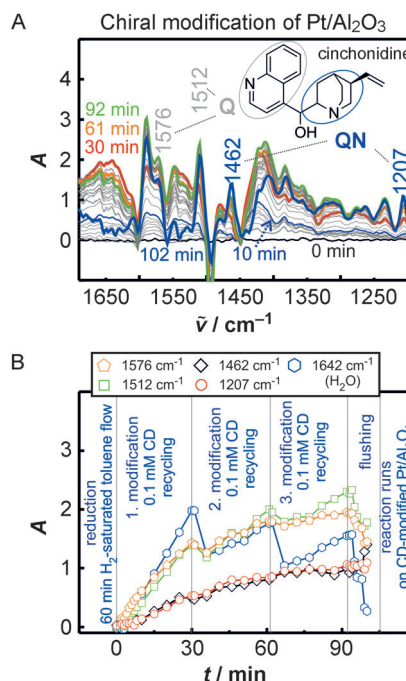 A
Chiral modification of Pt/Al₂O₃
cinchonidine
N
N
OH
Q
QN
1576
1512
1462
1207
92 min
61 min
30 min
102 min
10 min
0 min
4
3
2
1
0
A
1650
1550
1450
1350
1250
ṽ / cm⁻¹
B
1576 cm⁻¹
1462 cm⁻¹
1642 cm⁻¹
1512 cm⁻¹
1207 cm⁻¹
(H₂O)
reduction
60 min H₂-saturated toluene flow
1. modification
0.1 mM CD
recycling
2. modification
0.1 mM CD
recycling
3. modification
0.1 mM CD
recycling
flushing
reaction runs
on CD-modified Pt/Al₂O₃
3
2
1
0
A
0
30
60
90
t / min